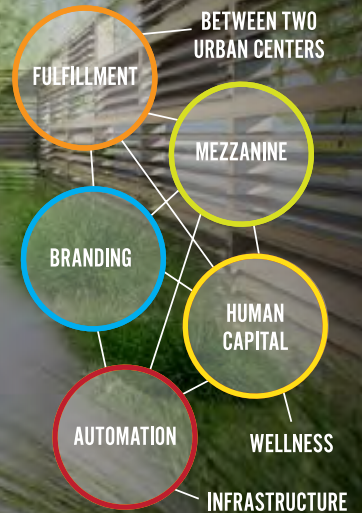 BETWEEN TWO
URBAN CENTERS
FULFILLMENT
MEZZANINE
BRANDING
HUMAN
CAPITAL
AUTOMATION
WELLNESS
INFRASTRUCTURE